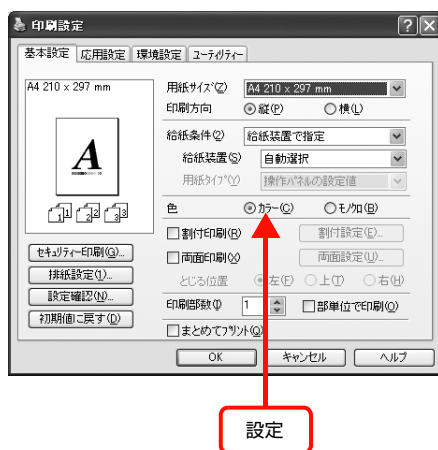 印刷設定
基本設定 応用設定 環境設定 ユーティリティー
A4 210 x 297 mm
用紙サイズ(Z) A4 210 x 297 mm
印刷方向 縦(P) 横(L)
給紙条件(2) 給紙装置で指定
給紙装置(S) 自動選択
用紙タイプ(Y) 操作パネルの設定値
A
1 1 2 2 3 3
色 カラー(C) モノクロ(B)
割付印刷(R) 割付設定(E)...
両面印刷(X) 両面設定(U)...
とじる位置 左(F) 上(T) 右(H)
セキュリティー印刷(G)...
排紙設定(1)...
設定確認(N)...
初期値に戻す(D)
印刷部数(I) 1 部単位で印刷(O)
まとめてプリント(Q)
OK キャンセル ヘルプ
設定